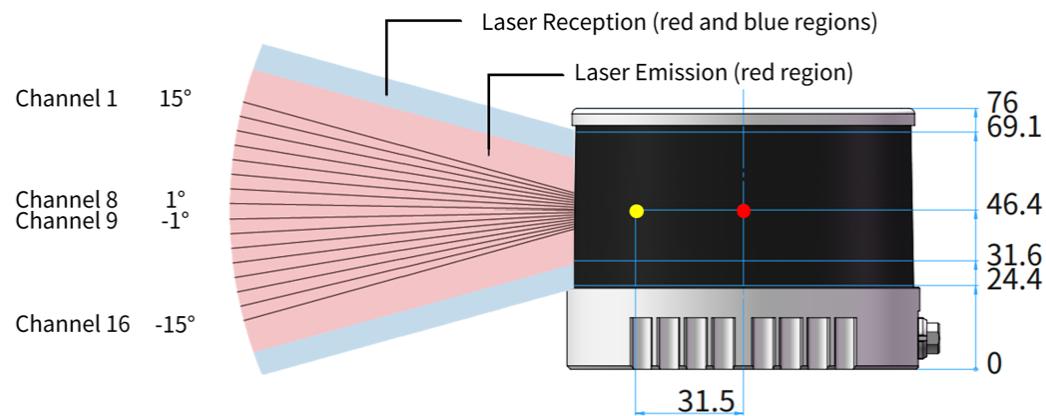 Laser Reception (red and blue regions)
Laser Emission (red region)
Channel 1 15°
Channel 8 1°
Channel 9 -1°
Channel 16 -15°
76
69.1
46.4
31.6
24.4
0
31.5